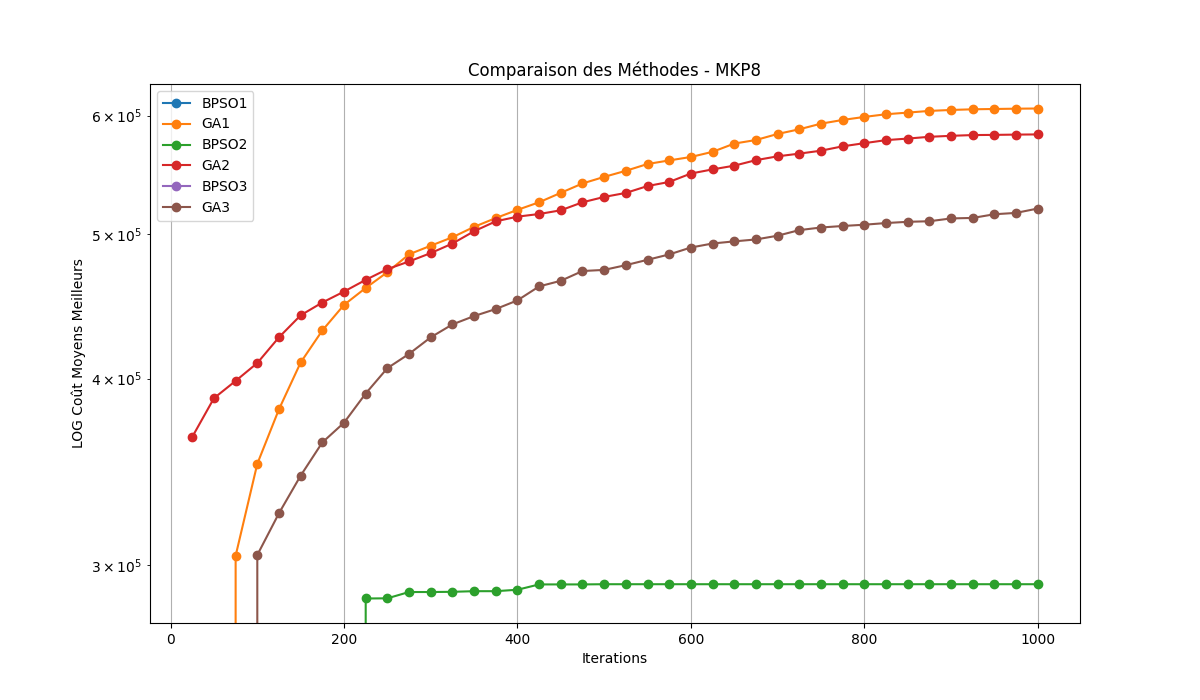 Comparaison des Méthodes - MKP8
BPSO1
GA1
BPSO2
GA2
BPSO3
GA3
6 × 10⁵
5 × 10⁵
4 × 10⁵
3 × 10⁵
LOG Coût Moyens Meilleurs
0 200 400 600 800 1000
Iterations